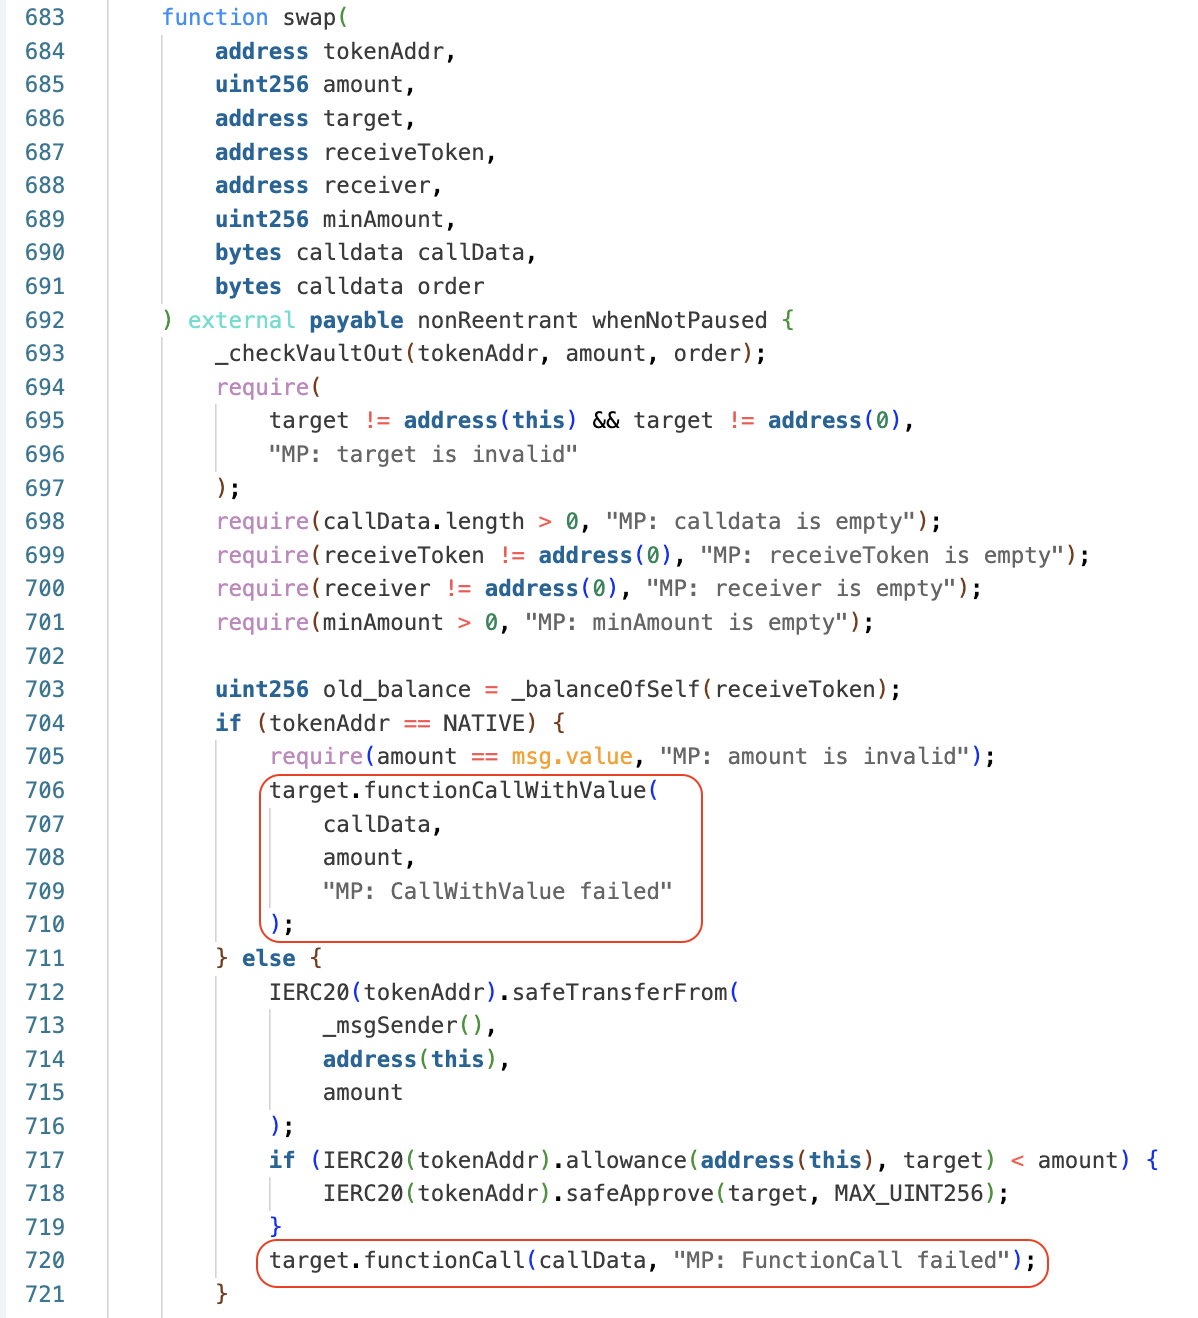 683 function swap(
684 address tokenAddr,
685 uint256 amount,
686 address target,
687 address receiveToken,
688 address receiver,
689 uint256 minAmount,
690 bytes calldata callData,
691 bytes calldata order
692 ) external payable nonReentrant whenNotPaused {
693 _checkVaultOut(tokenAddr, amount, order);
694 require(
695 target != address(this) && target != address(0),
696 "MP: target is invalid"
697 );
698 require(callData.length > 0, "MP: calldata is empty");
699 require(receiveToken != address(0), "MP: receiveToken is empty");
700 require(receiver != address(0), "MP: receiver is empty");
701 require(minAmount > 0, "MP: minAmount is empty");
702
703 uint256 old_balance = _balanceOfSelf(receiveToken);
704 if (tokenAddr == NATIVE) {
705 require(amount == msg.value, "MP: amount is invalid");
706 target.functionCallWithValue(
707 callData,
708 amount,
709 "MP: CallWithValue failed"
710 );
711 } else {
712 IERC20(tokenAddr).safeTransferFrom(
713 _msgSender(),
714 address(this),
715 amount
716 );
717 if (IERC20(tokenAddr).allowance(address(this), target) < amount) {
718 IERC20(tokenAddr).safeApprove(target, MAX_UINT256);
719 }
720 target.functionCall(callData, "MP: FunctionCall failed");
721 }